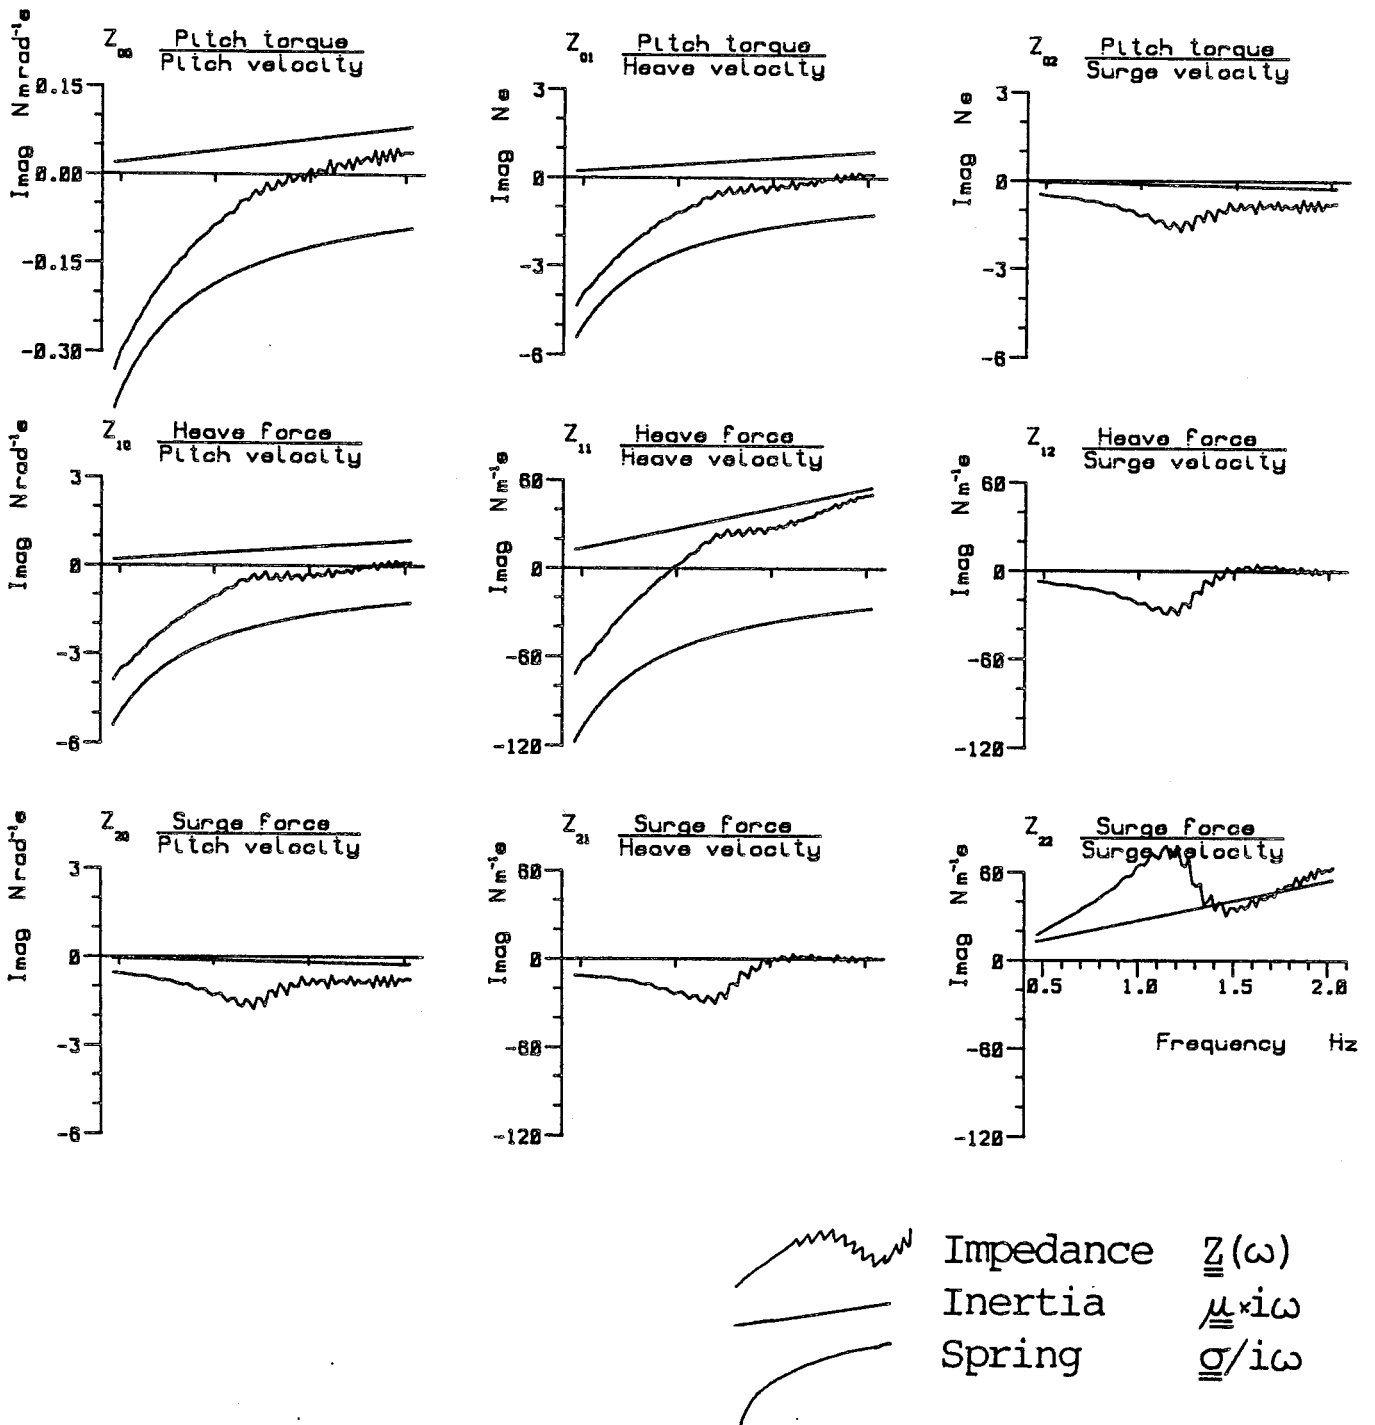 Z₀₀ Pitch torque / Pitch velocity
Imag Nmrad⁻¹s
0.15
0.00
-0.15
-0.30
Z₀₁ Pitch torque / Heave velocity
Imag Ns
3
0
-3
-6
Z₀₂ Pitch torque / Surge velocity
Imag Ns
3
0
-3
-6
Z₁₀ Heave force / Pitch velocity
Imag Nrad⁻¹s
3
0
-3
-6
Z₁₁ Heave force / Heave velocity
Imag Nm⁻¹s
60
0
-60
-120
Z₁₂ Heave force / Surge velocity
Imag Nm⁻¹s
60
0
-60
-120
Z₂₀ Surge force / Pitch velocity
Imag Nrad⁻¹s
3
0
-3
-6
Z₂₁ Surge force / Heave velocity
Imag Nm⁻¹s
60
0
-60
-120
Z₂₂ Surge force / Surge velocity
Imag Nm⁻¹s
60
0
-60
-120
0.5 1.0 1.5 2.0
Frequency Hz
Impedance Z(ω)
Inertia μ×iω
Spring σ/iω